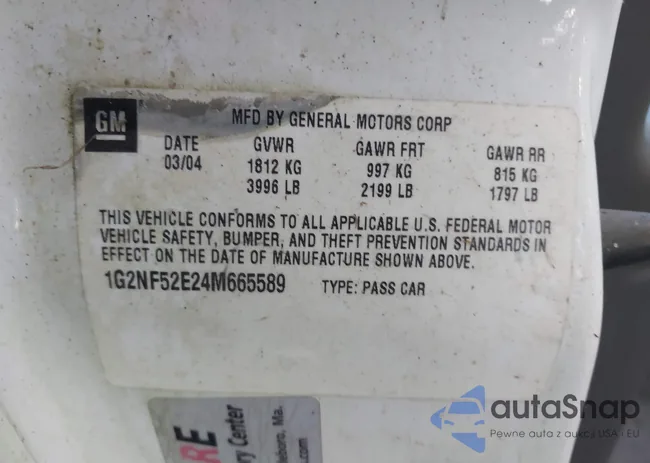 GM
MFD BY GENERAL MOTORS CORP
DATE GVWR GAWR FRT GAWR RR
03/04 1812 KG 997 KG 815 KG
3996 LB 2199 LB 1797 LB
THIS VEHICLE CONFORMS TO ALL APPLICABLE U.S. FEDERAL MOTOR
VEHICLE SAFETY, BUMPER, AND THEFT PREVENTION STANDARDS IN
EFFECT ON THE DATE OF MANUFACTURE SHOWN ABOVE.
1G2NF52E24M665589 TYPE: PASS CAR
Center
Ma.
autaSnap
Pewne auta z aukcji USA i EU